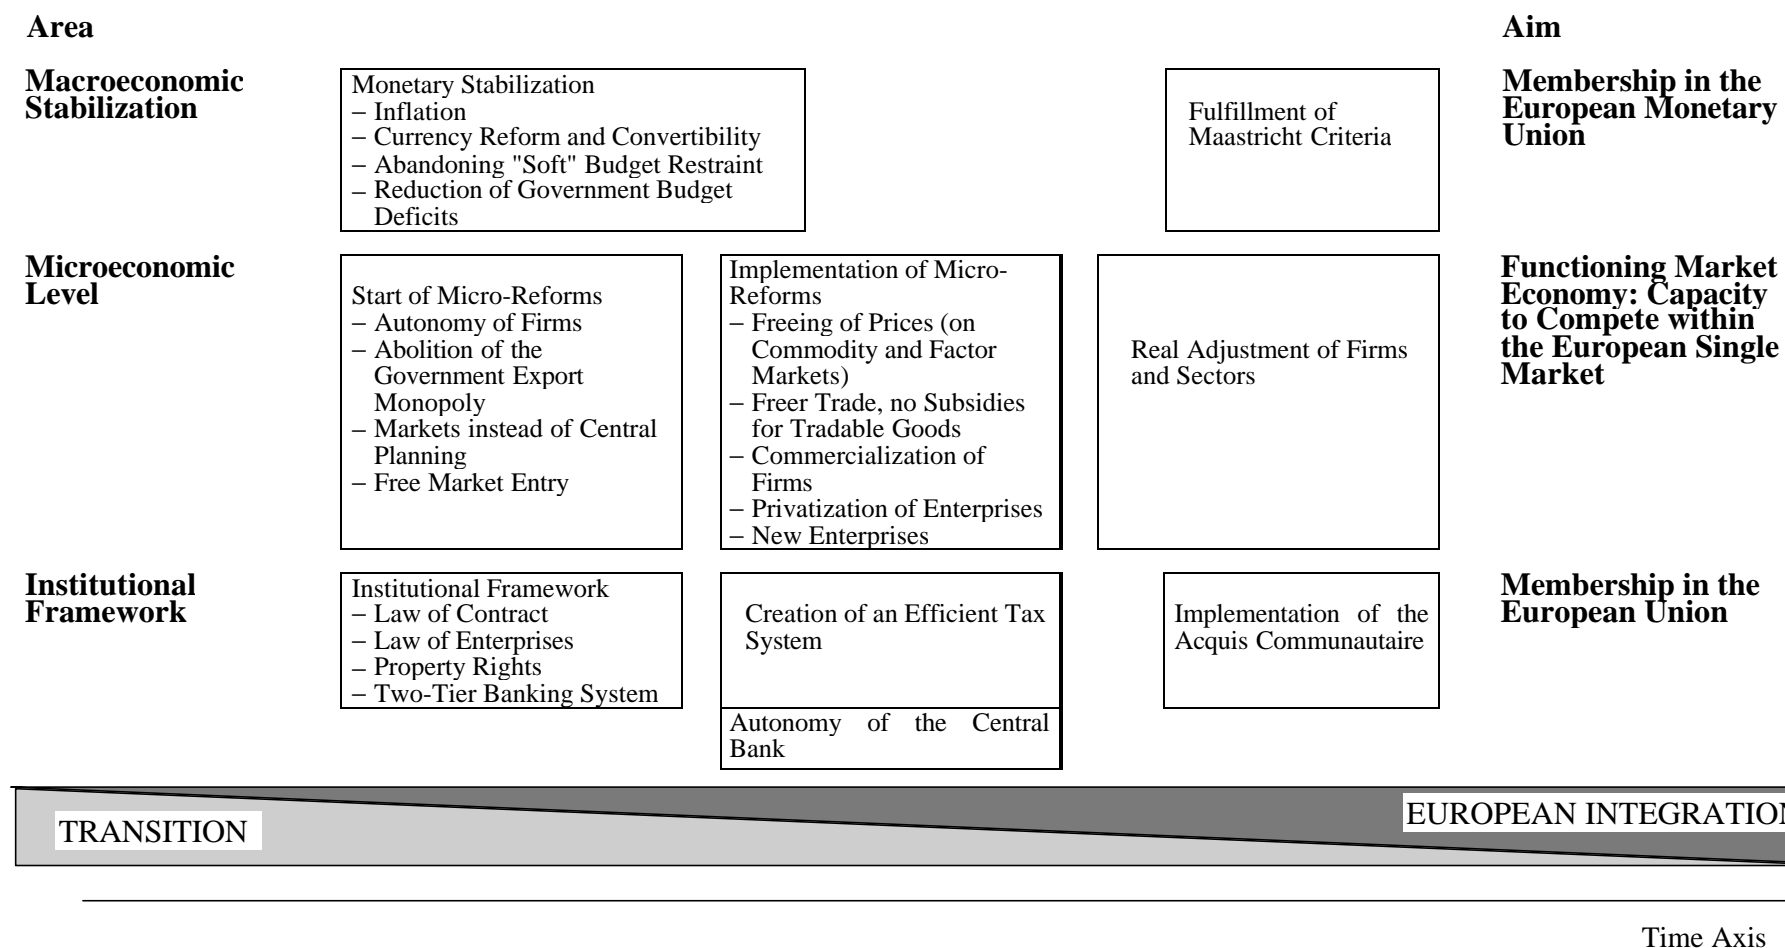 Area
Aim
Macroeconomic
Stabilization
Monetary Stabilization
– Inflation
– Currency Reform and Convertibility
– Abandoning "Soft" Budget Restraint
– Reduction of Government Budget
Deficits
Fulfillment of
Maastricht Criteria
Membership in the
European Monetary
Union
Microeconomic
Level
Start of Micro-Reforms
– Autonomy of Firms
– Abolition of the
Government Export
Monopoly
– Markets instead of Central
Planning
– Free Market Entry
Implementation of Micro-
Reforms
– Freeing of Prices (on
Commodity and Factor
Markets)
– Freer Trade, no Subsidies
for Tradable Goods
– Commercialization of
Firms
– Privatization of Enterprises
– New Enterprises
Real Adjustment of Firms
and Sectors
Functioning Market
Economy: Capacity
to Compete within
the European Single
Market
Institutional
Framework
Institutional Framework
– Law of Contract
– Law of Enterprises
– Property Rights
– Two-Tier Banking System
Creation of an Efficient Tax
System
Autonomy of the Central
Bank
Implementation of the
Acquis Communautaire
Membership in the
European Union
TRANSITION
EUROPEAN INTEGRATION
Time Axis